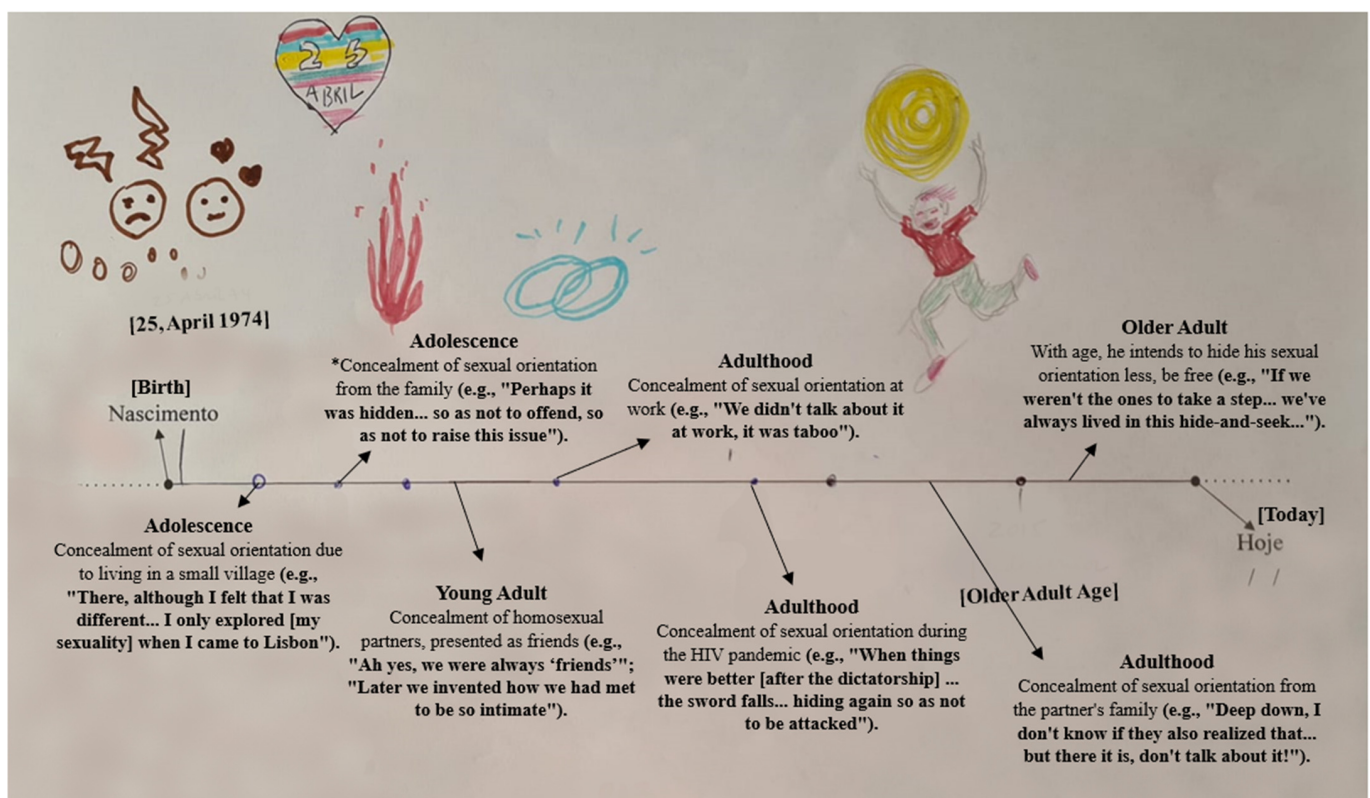 25
ABRIL
[25, April 1974]
[Birth]
Nascimento
Adolescence
*Concealment of sexual orientation
from the family (e.g., "Perhaps it
was hidden... so as not to offend, so
as not to raise this issue").
Adulthood
Concealment of sexual orientation at
work (e.g., "We didn't talk about it
at work, it was taboo").
Older Adult
With age, he intends to hide his sexual
orientation less, be free (e.g., "If we
weren't the ones to take a step... we've
always lived in this hide-and-seek...").
[Today]
Hoje
Adolescence
Concealment of sexual orientation due
to living in a small village (e.g.,
"There, although I felt that I was
different... I only explored [my
sexuality] when I came to Lisbon").
Young Adult
Concealment of homosexual
partners, presented as friends (e.g.,
"Ah yes, we were always ‘friends’";
"Later we invented how we had met
to be so intimate").
Adulthood
Concealment of sexual orientation during
the HIV pandemic (e.g., "When things
were better [after the dictatorship] ...
the sword falls... hiding again so as not
to be attacked").
[Older Adult Age]
Adulthood
Concealment of sexual orientation from
the partner's family (e.g., "Deep down, I
don't know if they also realized that...
but there it is, don't talk about it!").